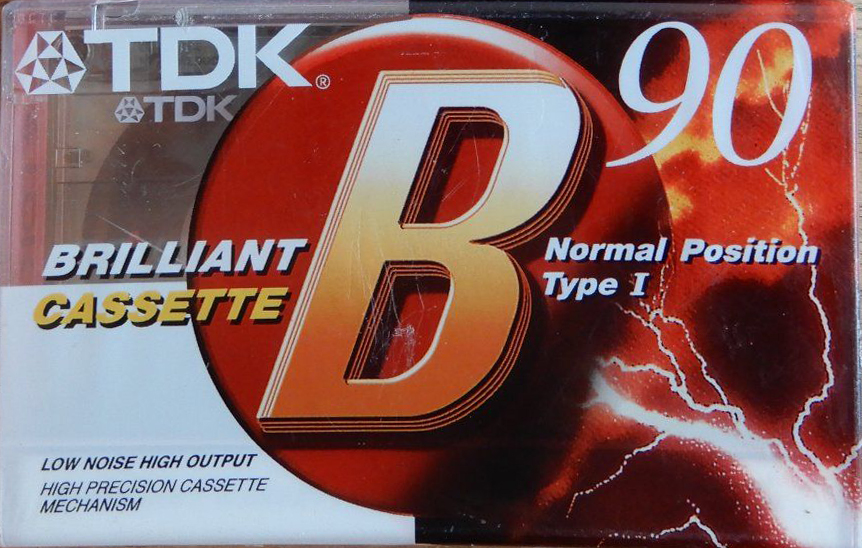 TDK®
TDK
B
90
BRILLIANT
CASSETTE
Normal Position
Type I
LOW NOISE HIGH OUTPUT
HIGH PRECISION CASSETTE
MECHANISM